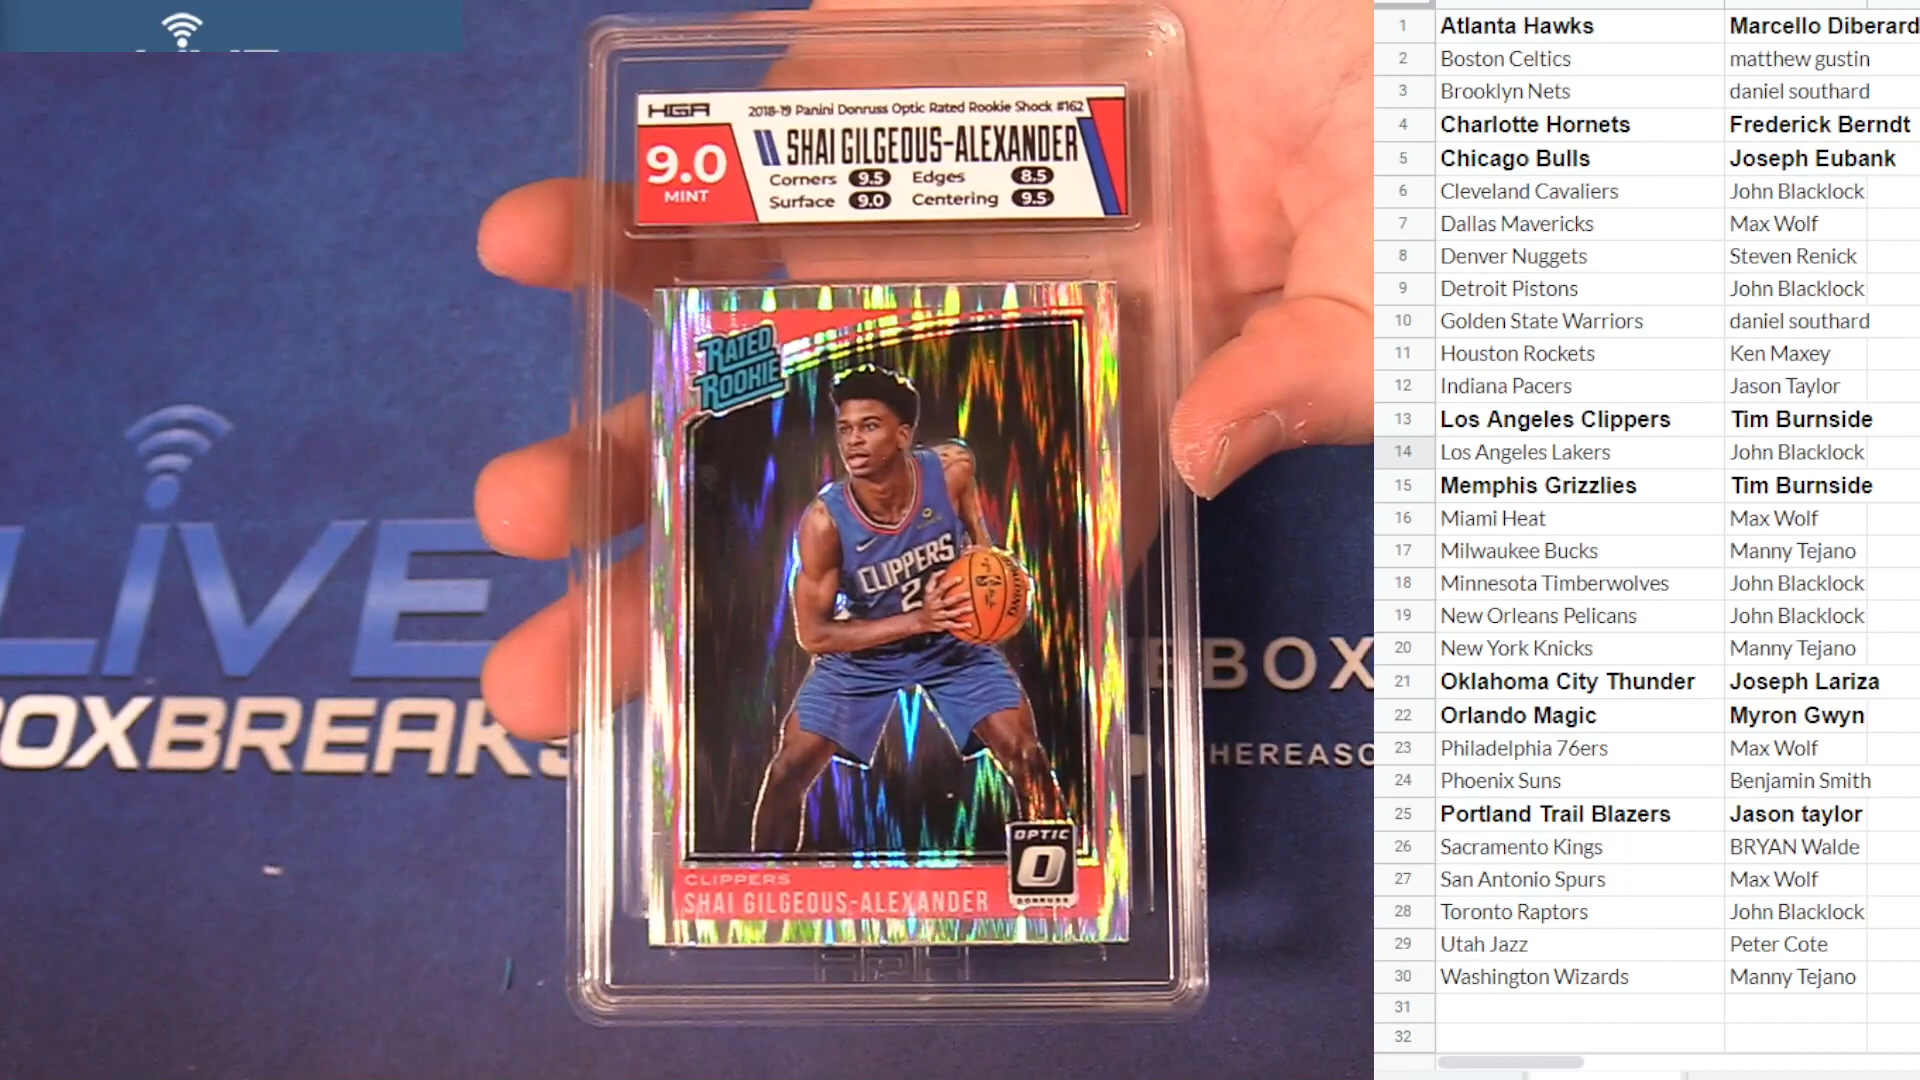 HGA
2018-19 Panini Donruss Optic Rated Rookie Shock #162
SHAI GILGEOUS-ALEXANDER
9.0
MINT
Corners 9.5 Edges 8.5
Surface 9.0 Centering 9.5
RATED
ROOKIE
CLIPPERS
OPTIC
O
DONRUSS
CLIPPERS
SHAI GILGEOUS-ALEXANDER
LIVE
OXBREAKS
BOX
HEREASO
1 Atlanta Hawks Marcello Diberard
2 Boston Celtics matthew gustin
3 Brooklyn Nets daniel southard
4 Charlotte Hornets Frederick Berndt
5 Chicago Bulls Joseph Eubank
6 Cleveland Cavaliers John Blacklock
7 Dallas Mavericks Max Wolf
8 Denver Nuggets Steven Renick
9 Detroit Pistons John Blacklock
10 Golden State Warriors daniel southard
11 Houston Rockets Ken Maxey
12 Indiana Pacers Jason Taylor
13 Los Angeles Clippers Tim Burnside
14 Los Angeles Lakers John Blacklock
15 Memphis Grizzlies Tim Burnside
16 Miami Heat Max Wolf
17 Milwaukee Bucks Manny Tejano
18 Minnesota Timberwolves John Blacklock
19 New Orleans Pelicans John Blacklock
20 New York Knicks Manny Tejano
21 Oklahoma City Thunder Joseph Lariza
22 Orlando Magic Myron Gwyn
23 Philadelphia 76ers Max Wolf
24 Phoenix Suns Benjamin Smith
25 Portland Trail Blazers Jason taylor
26 Sacramento Kings BRYAN Walde
27 San Antonio Spurs Max Wolf
28 Toronto Raptors John Blacklock
29 Utah Jazz Peter Cote
30 Washington Wizards Manny Tejano
31
32